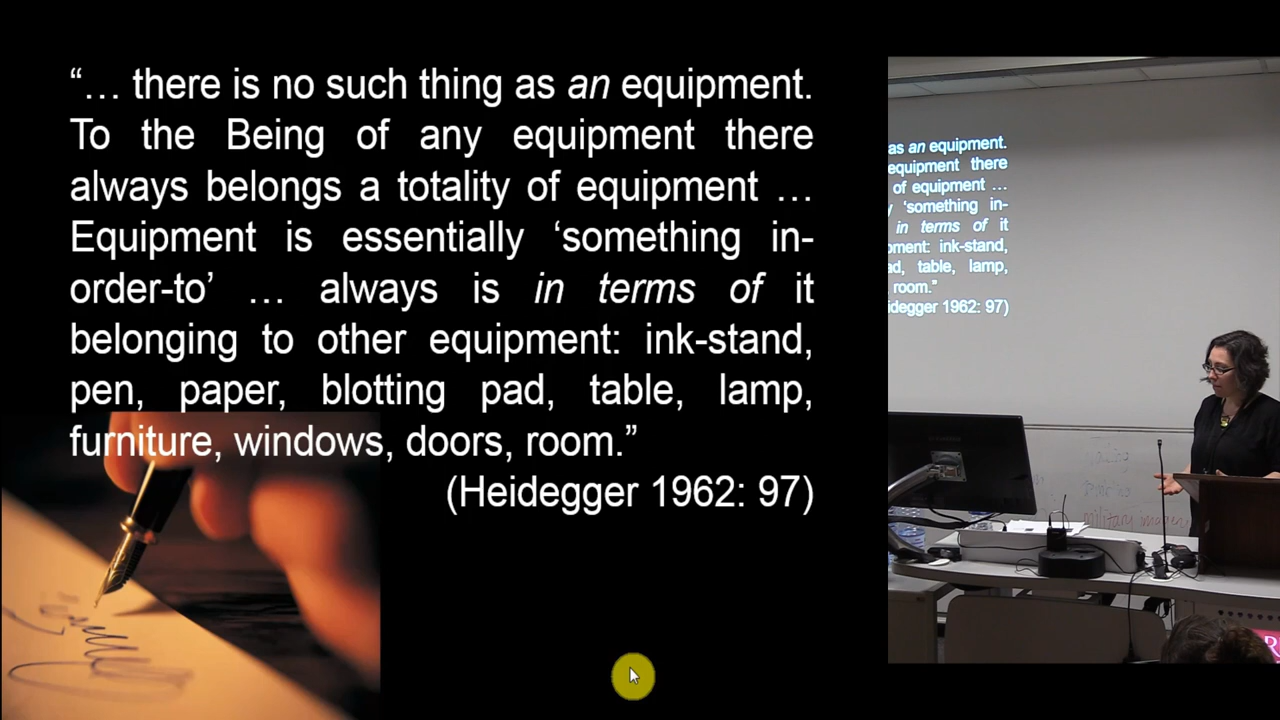 “… there is no such thing as an equipment.
To the Being of any equipment there
always belongs a totality of equipment …
Equipment is essentially ‘something in-
order-to’ … always is in terms of it
belonging to other equipment: ink-stand,
pen, paper, blotting pad, table, lamp,
furniture, windows, doors, room.”
(Heidegger 1962: 97)
as an equipment.
equipment there
of equipment …
‘something in-
in terms of it
ment: ink-stand,
ad, table, lamp,
room.”
idegger 1962: 97)
military